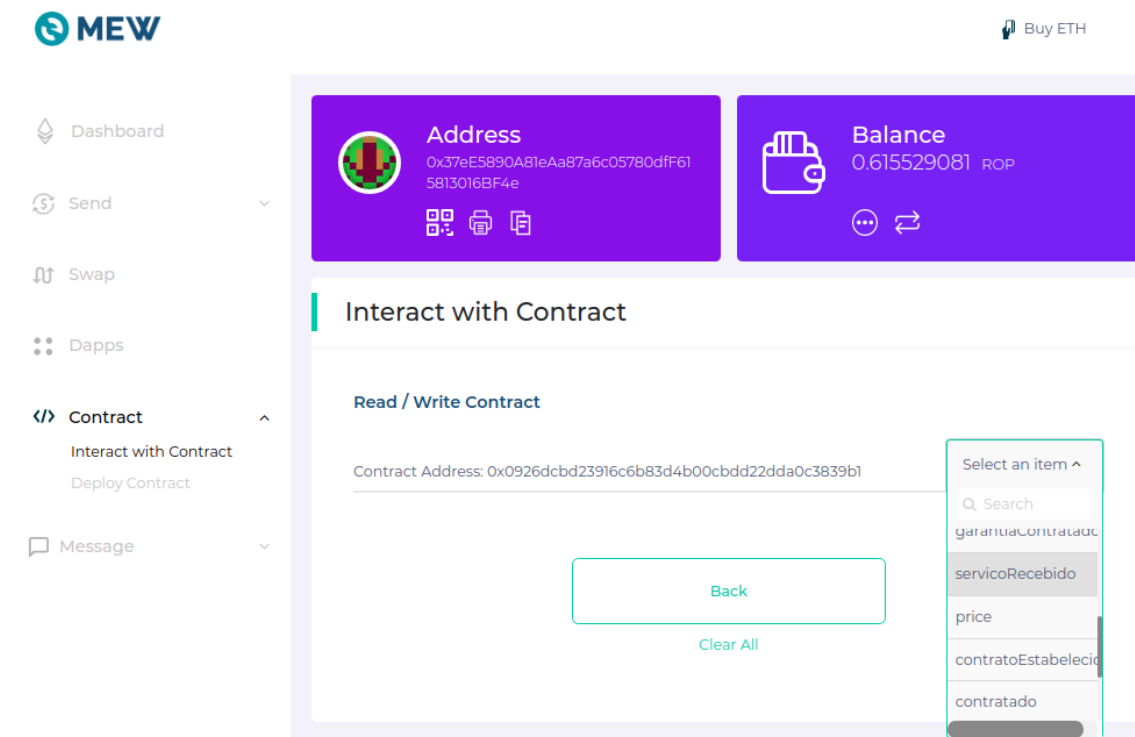 MEW
Buy ETH
Dashboard
Send
Swap
Dapps
Contract
Interact with Contract
Deploy Contract
Message
Address
0x37eE5890A81eAa87a6c05780dfF61
5813016BF4e
Balance
0.615529081 ROP
Interact with Contract
Read / Write Contract
Contract Address: 0x0926dcbd23916c6b83d4b00cbdd22dda0c3839b1
Select an item
Search
garantiaContratado
servicoRecebido
price
contratoEstabelecid
contratado
Back
Clear All